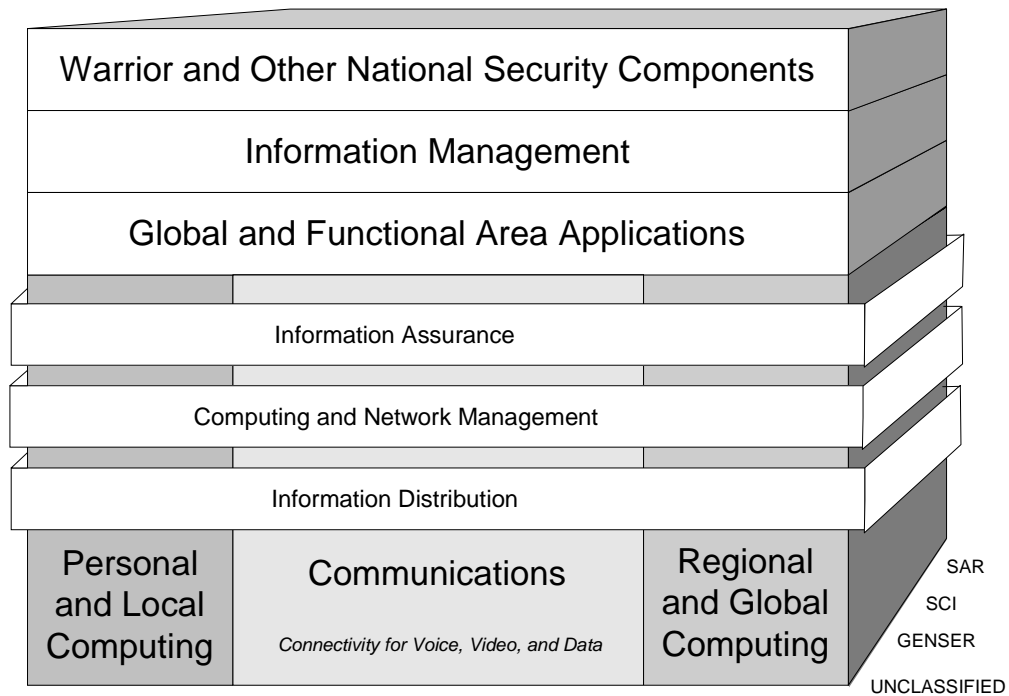 Warrior and Other National Security Components
Information Management
Global and Functional Area Applications
Information Assurance
Computing and Network Management
Information Distribution
Personal
and Local
Computing
Communications
Connectivity for Voice, Video, and Data
Regional
and Global
Computing
SAR
SCI
GENSER
UNCLASSIFIED